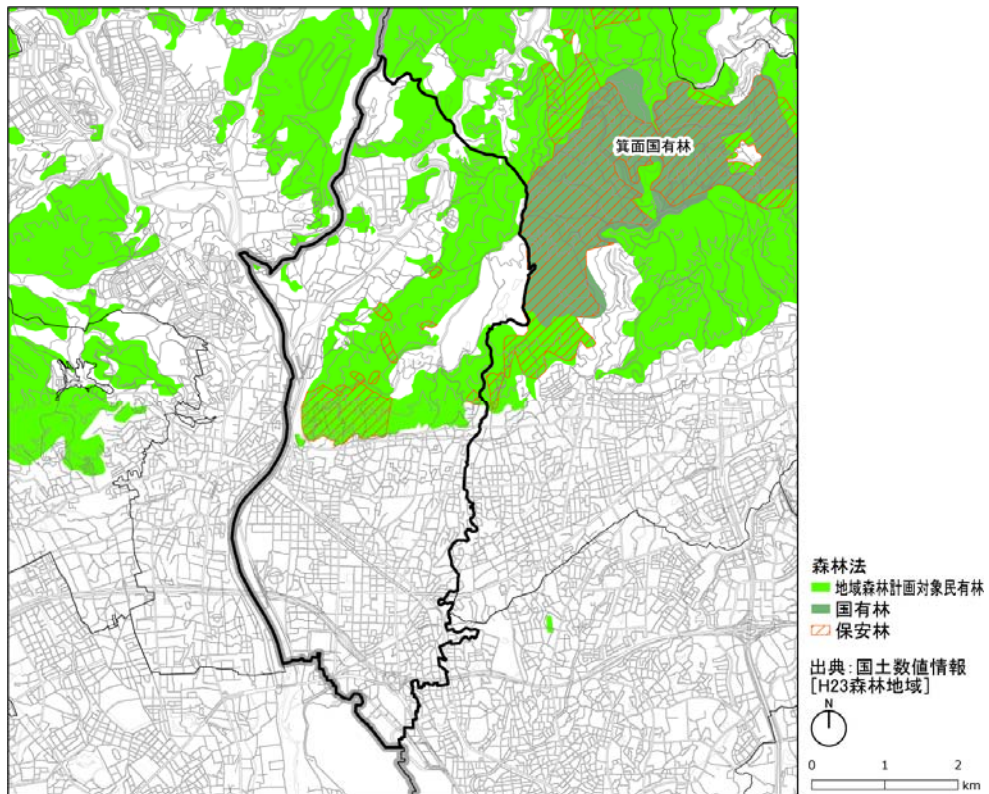 箕面国有林
森林法
地域森林計画対象民有林
国有林
保安林
出典：国土数値情報
[H23森林地域]
N
0 1 2
km